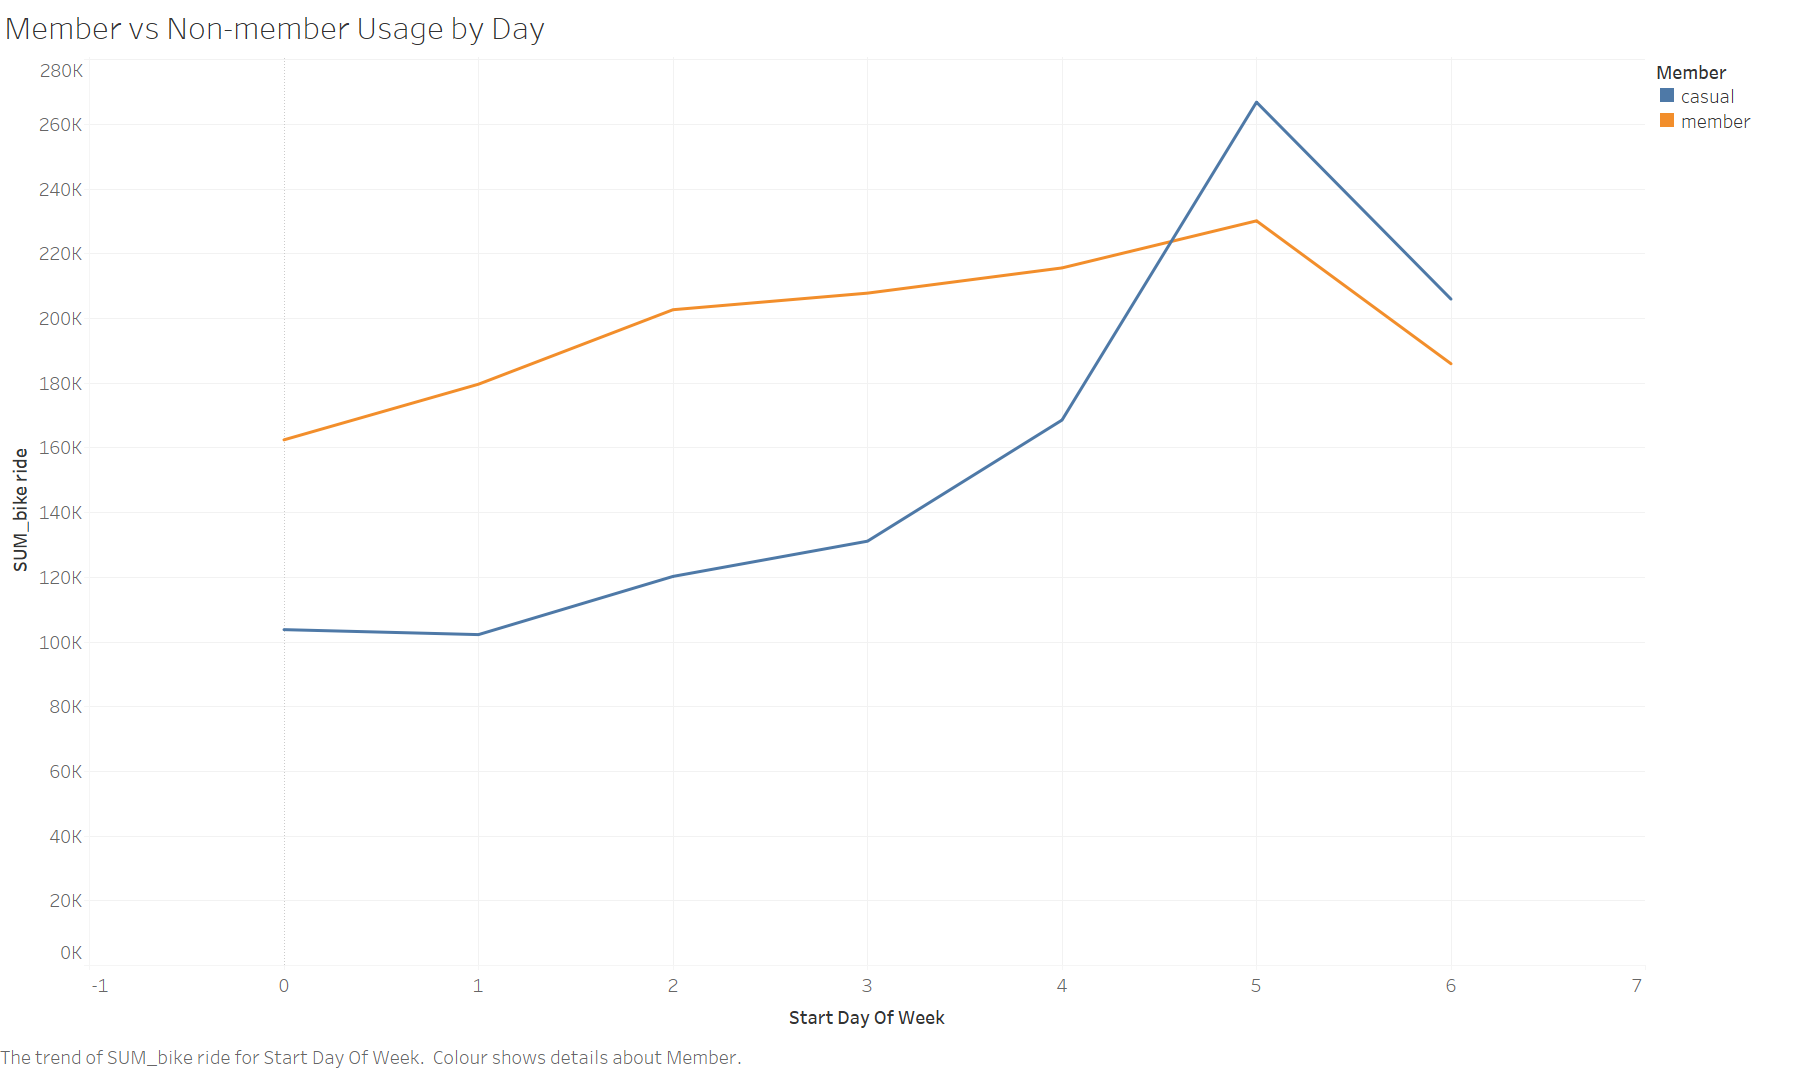 Member vs Non-member Usage by Day
280K
260K
240K
220K
200K
180K
160K
140K
120K
100K
80K
60K
40K
20K
0K
SUM_bike ride
-1 0 1 2 3 4 5 6 7
Start Day Of Week
Member
casual
member
The trend of SUM_bike ride for Start Day Of Week.  Colour shows details about Member.